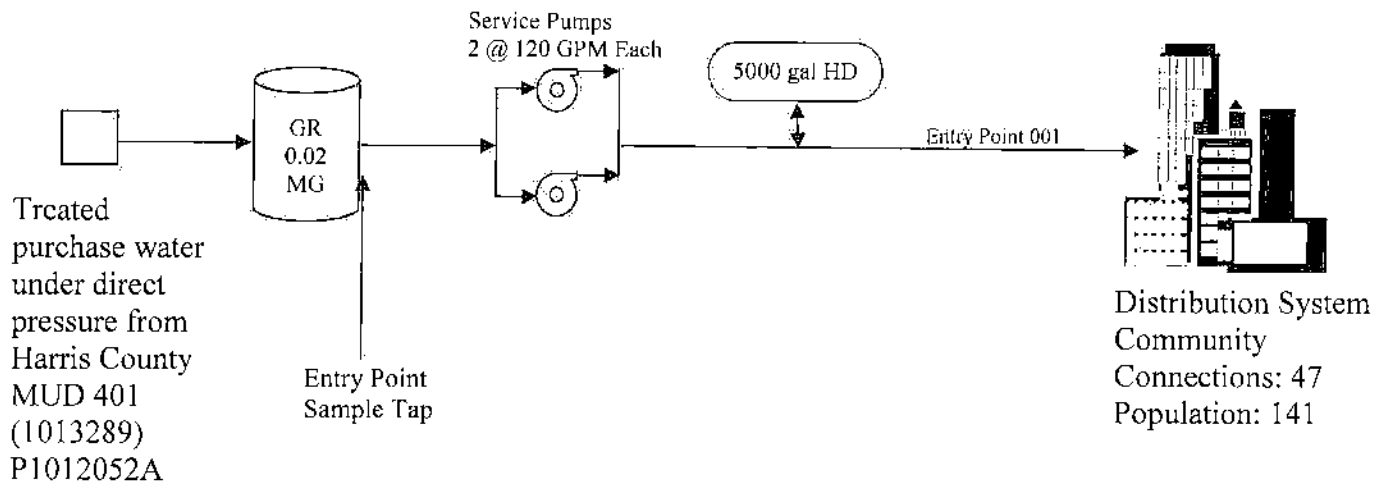 Service Pumps
2 @ 120 GPM Each
5000 gal HD
GR
0.02
MG
Entry Point 001
Treated
purchase water
under direct
pressure from
Harris County
MUD 401
(1013289)
P1012052A
Entry Point
Sample Tap
Distribution System
Community
Connections: 47
Population: 141